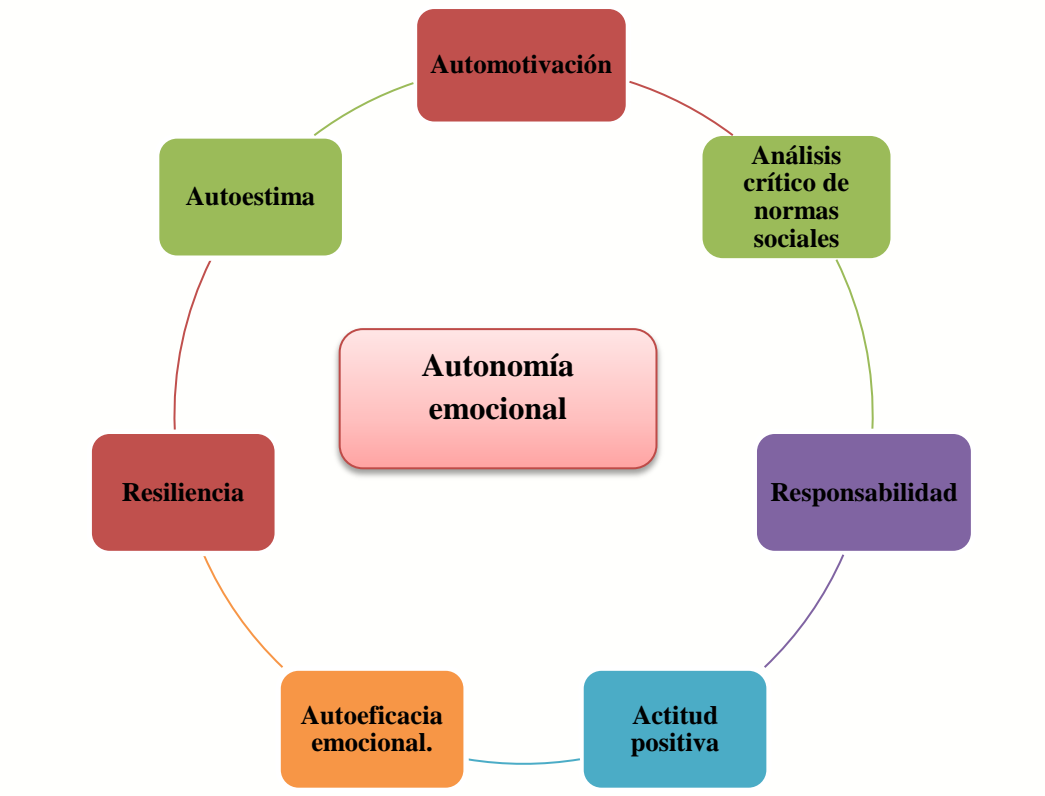 Automotivación
Análisis
crítico de
normas
sociales
Responsabilidad
Actitud
positiva
Autoeficacia
emocional.
Resiliencia
Autoestima
Autonomía
emocional